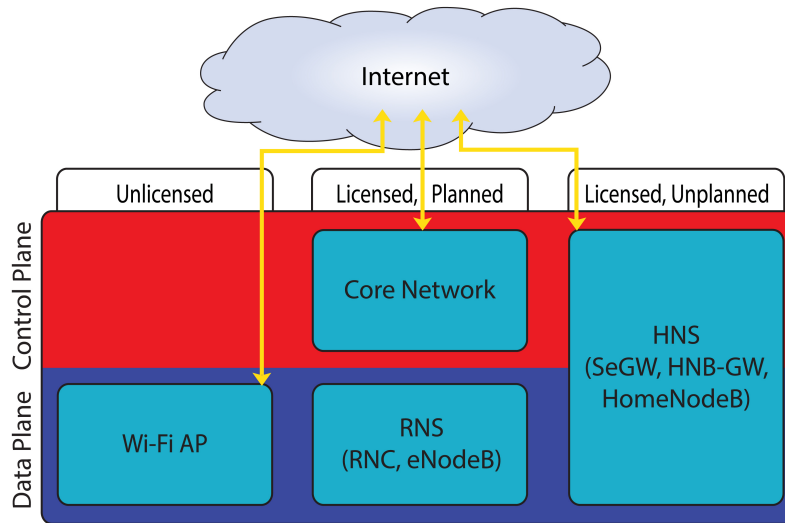 Internet
Unlicensed
Licensed, Planned
Licensed, Unplanned
Control Plane
Core Network
HNS
(SeGW, HNB-GW,
HomeNodeB)
Data Plane
Wi-Fi AP
RNS
(RNC, eNodeB)